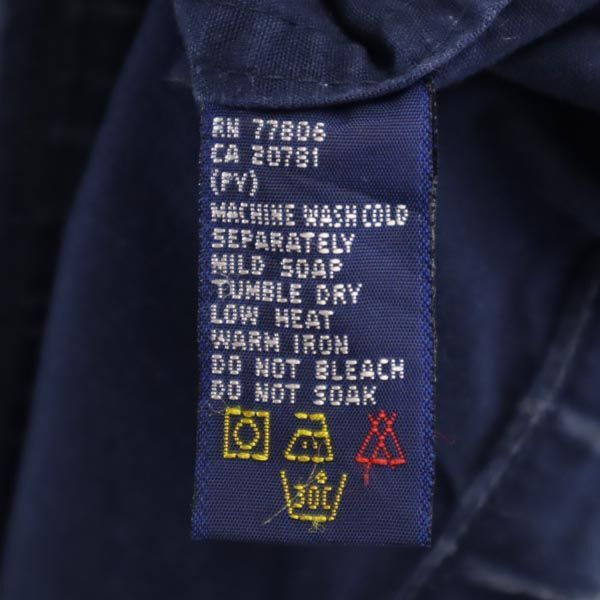 RN 77806
CA 20781
(PY)
MACHINE WASH COLD
SEPARATELY
MILD SOAP
TUMBLE DRY
LOW HEAT
WARM IRON
DO NOT BLEACH
DO NOT SOAK
30C